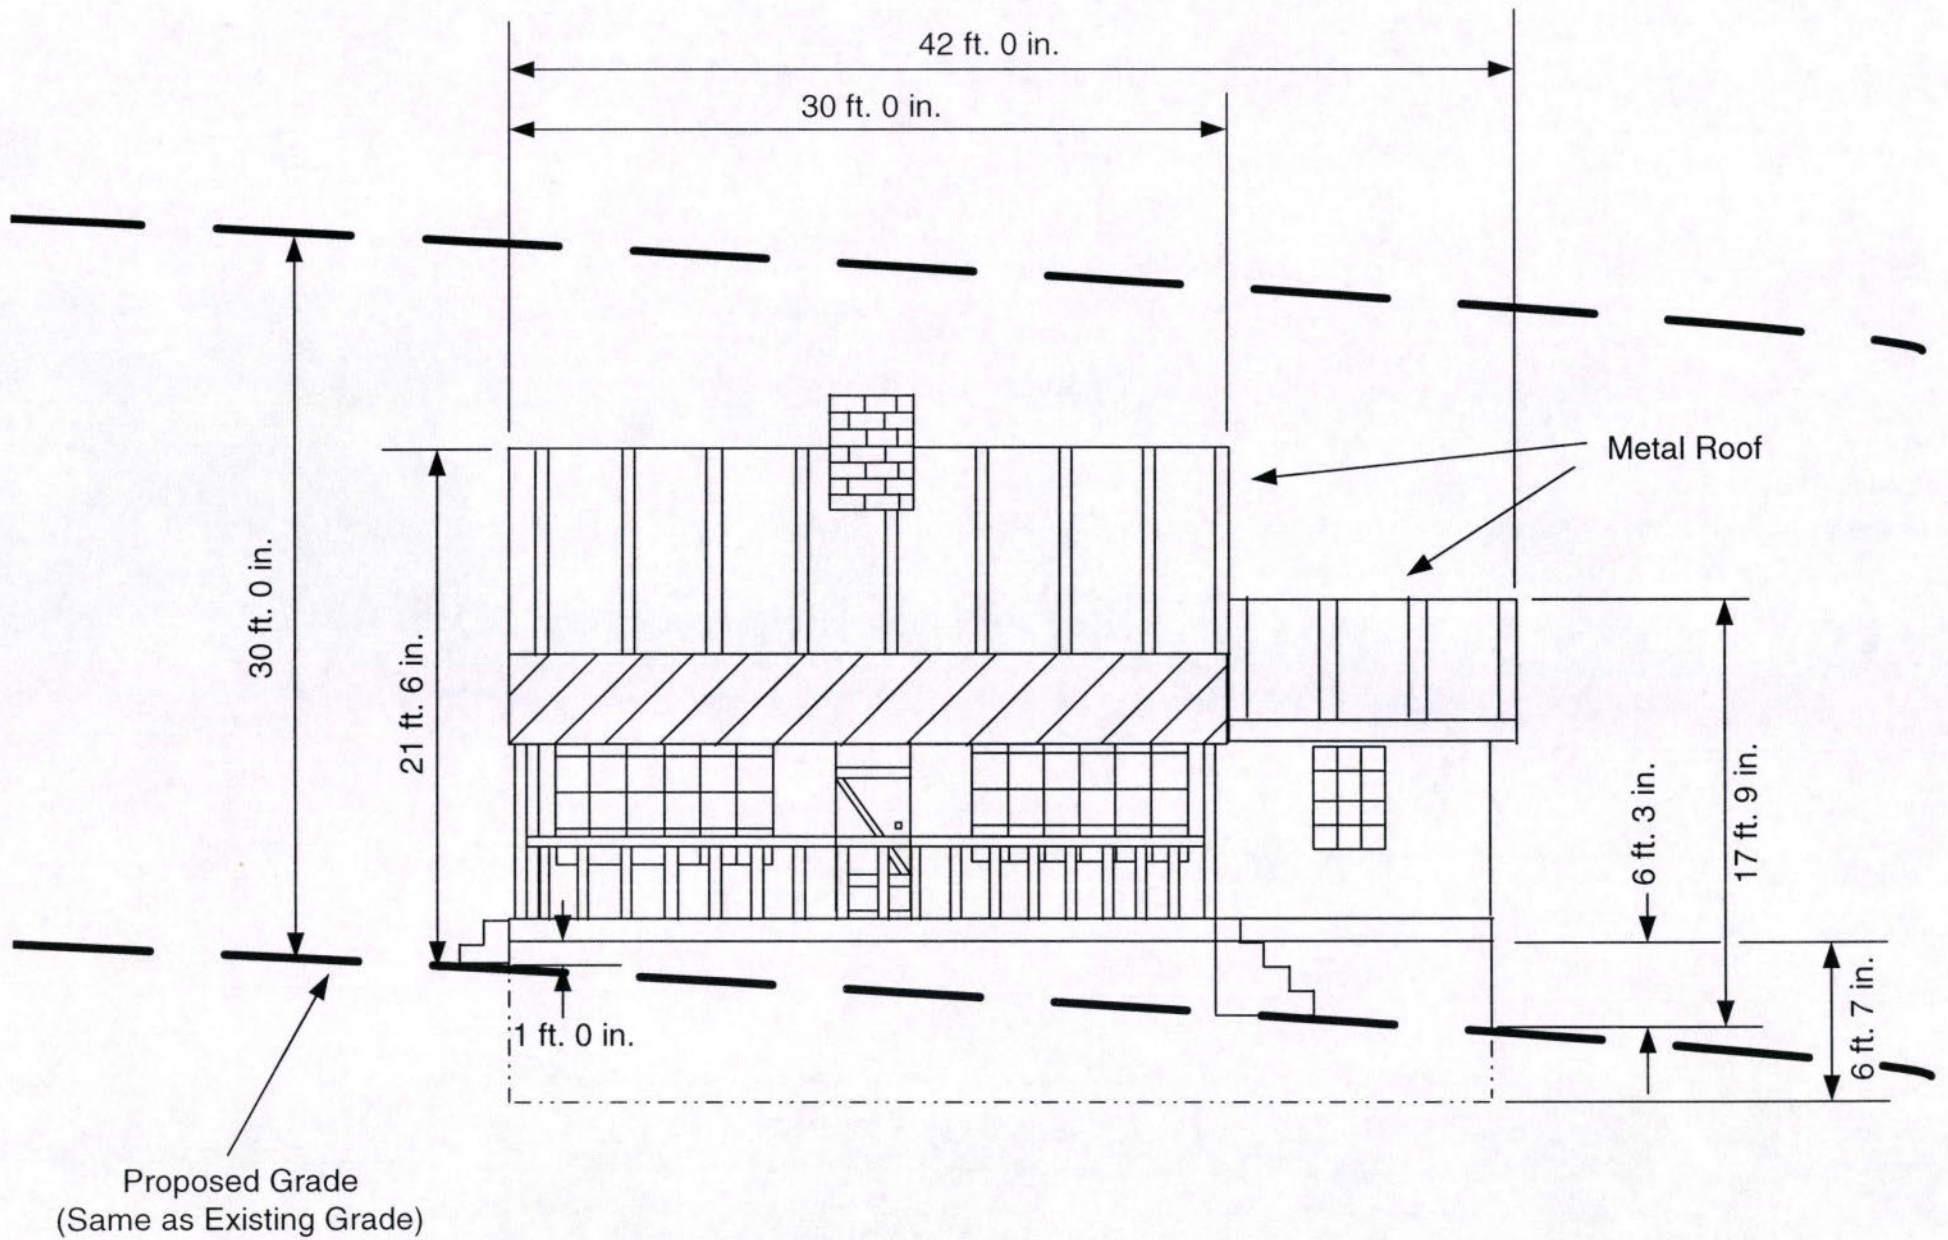 42 ft. 0 in.
30 ft. 0 in.
Metal Roof
30 ft. 0 in.
21 ft. 6 in.
6 ft. 3 in.
17 ft. 9 in.
6 ft. 7 in.
1 ft. 0 in.
Proposed Grade
(Same as Existing Grade)